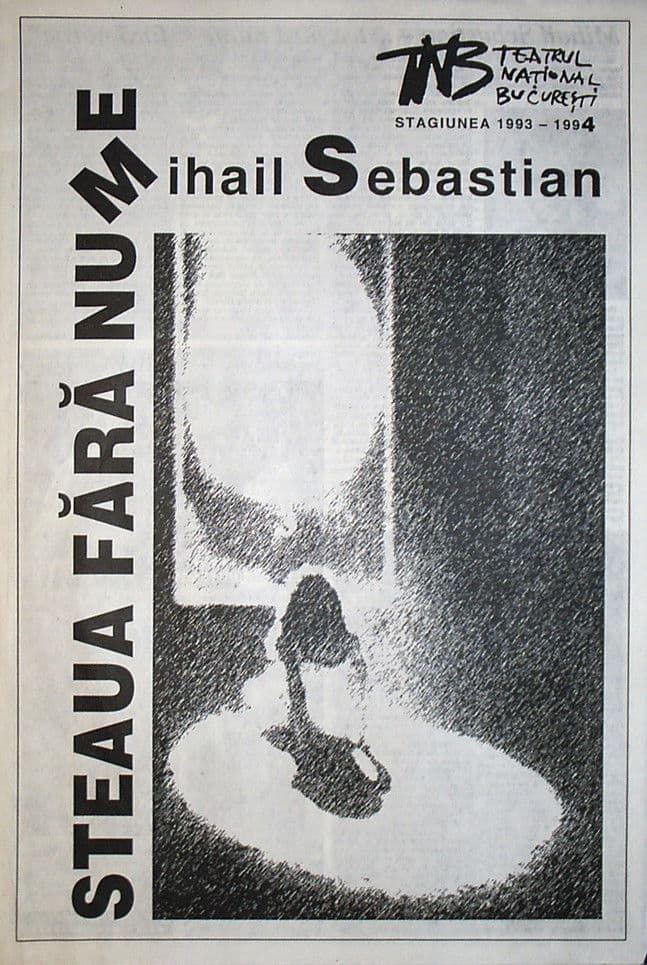 TNB TEATRUL
NAȚIONAL
BUCUREȘTI
STAGIUNEA 1993 – 1994
Mihail Sebastian
STEAUA FĂRĂ NUME